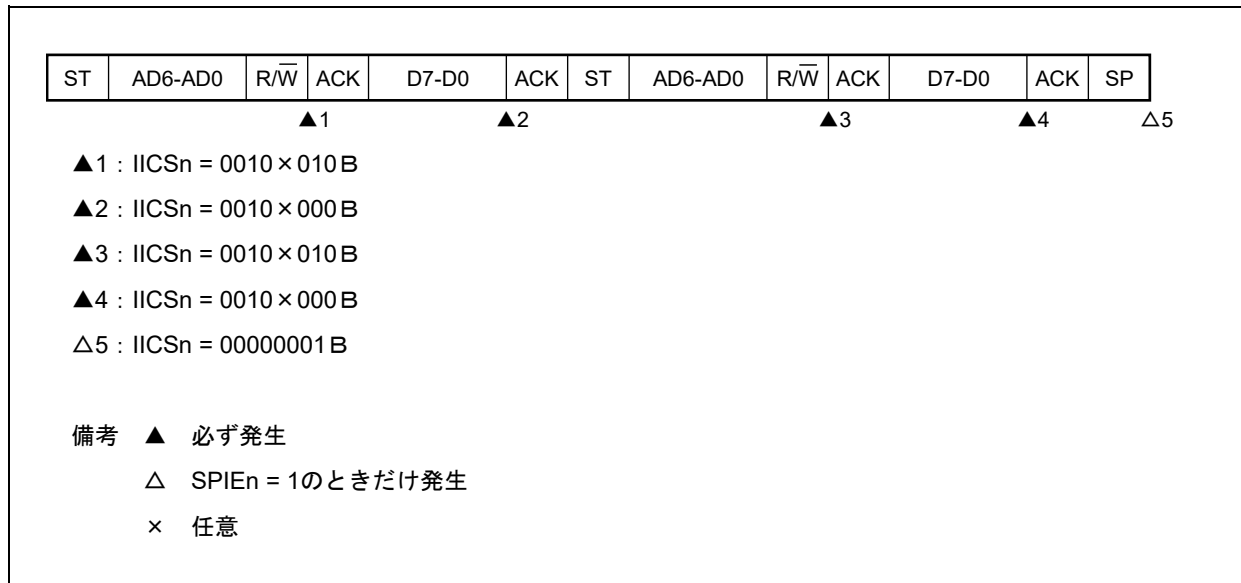 ST AD6-AD0 R/W̅ ACK D7-D0 ACK ST AD6-AD0 R/W̅ ACK D7-D0 ACK SP
▲1 ▲2 ▲3 ▲4 △5
▲1：IICSn = 0010×010B
▲2：IICSn = 0010×000B
▲3：IICSn = 0010×010B
▲4：IICSn = 0010×000B
△5：IICSn = 00000001B
備考 ▲ 必ず発生
△ SPIEn = 1のときだけ発生
× 任意